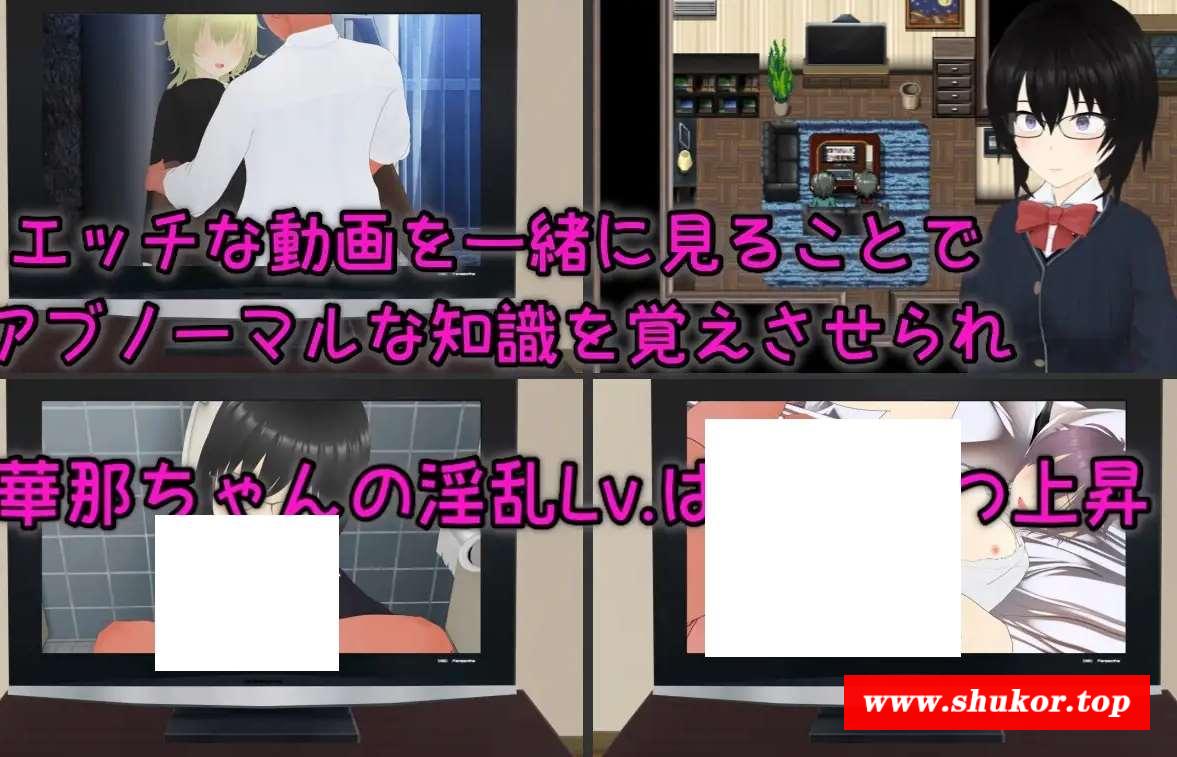 エッチな動画を一緒に見ることで
アブノーマルな知識を覚えさせられ
華那ちゃんの淫乱Lv.は
つ上昇
www.shukor.top